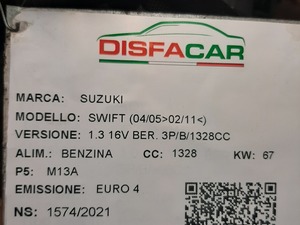 DISFACAR
MARCA: SUZUKI
MODELLO: SWIFT (04/05>02/11<)
VERSIONE: 1.3 16V BER. 3P/B/1328CC
ALIM.: BENZINA CC: 1328 KW: 67
P5: M13A
EMISSIONE: EURO 4
NS: 1574/2021